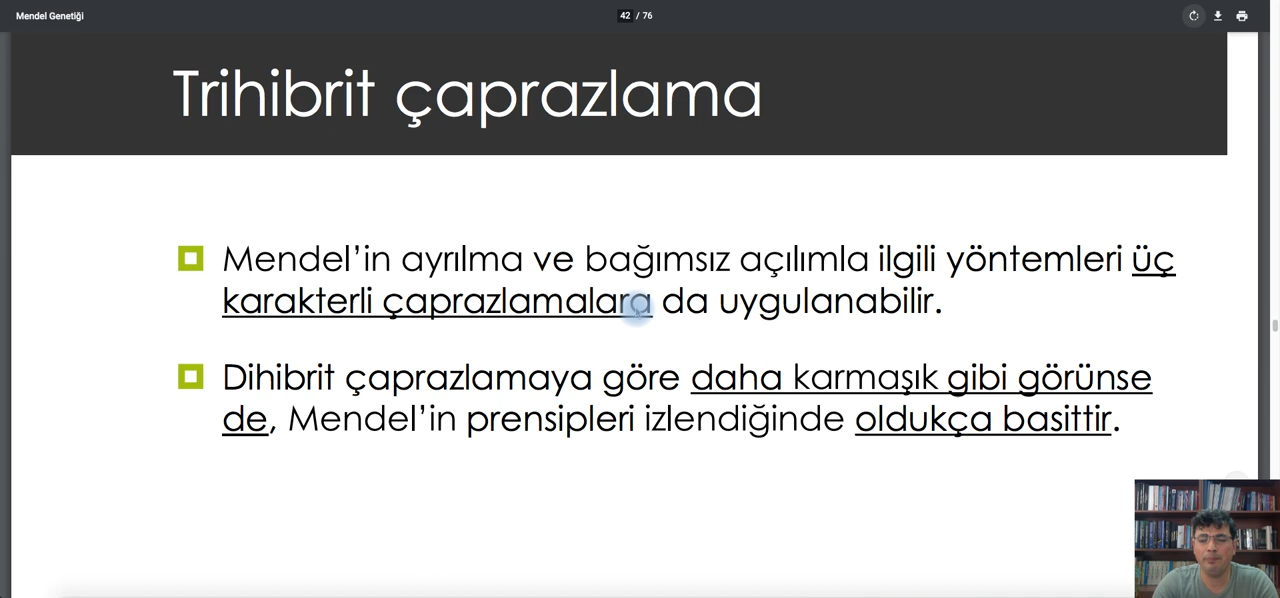 Mendel Genetiği
42 / 76
Trihibrit çaprazlama
Mendel’in ayrılma ve bağımsız açılımla ilgili yöntemleri üç
karakterli çaprazlamalara da uygulanabilir.
Dihibrit çaprazlamaya göre daha karmaşık gibi görünse
de, Mendel’in prensipleri izlendiğinde oldukça basittir.